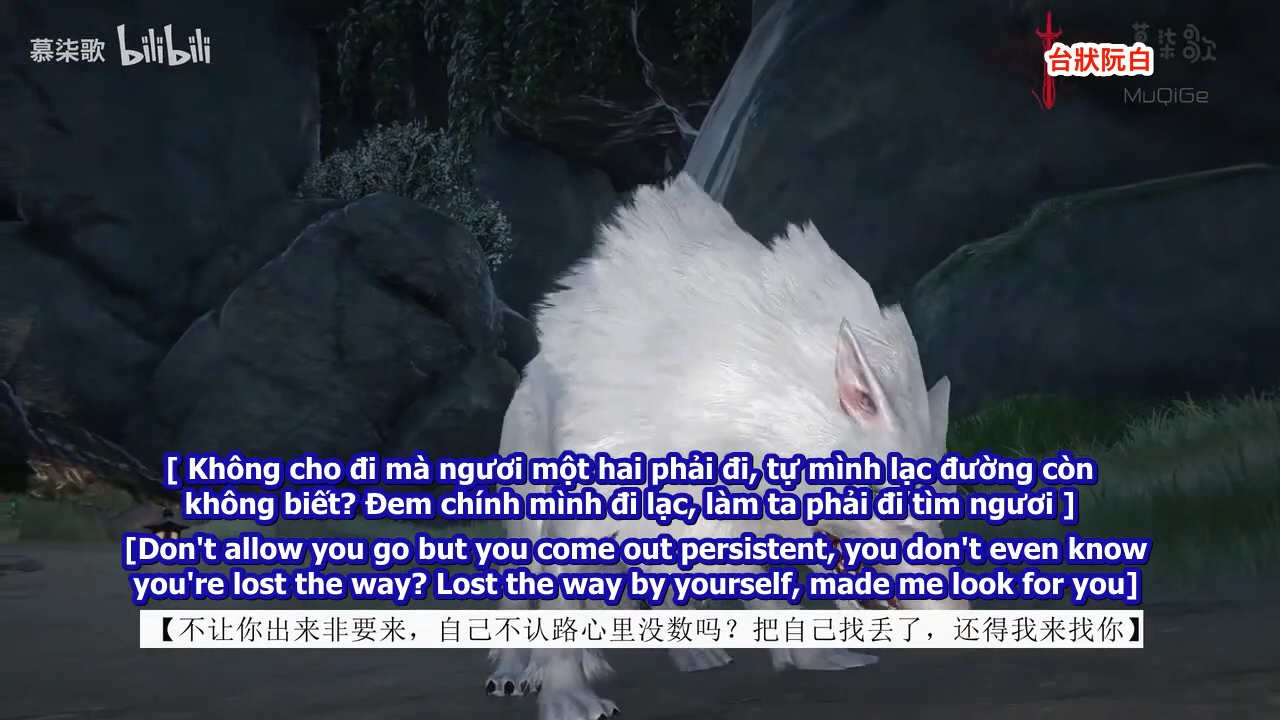 慕柒歌 bilibili
慕柒歌
台狀阮白
MuQiGe
[ Không cho đi mà ngươi một hai phải đi, tự mình lạc đường còn
không biết? Đem chính mình đi lạc, làm ta phải đi tìm ngươi ]
[Don't allow you go but you come out persistent, you don't even know
you're lost the way? Lost the way by yourself, made me look for you]
【不让你出来非要来，自己不认路心里没数吗？把自己找丢了，还得我来找你】